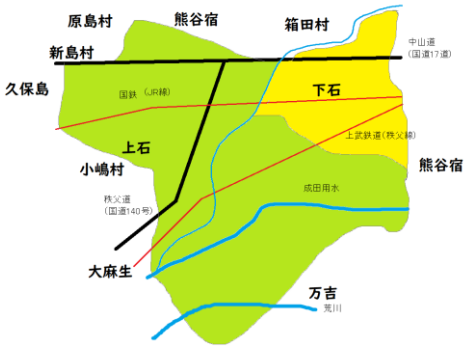 原島村
熊谷宿
箱田村
新島村
中山道
(国道17道)
久保島
国鉄 (JR線)
下石
上武鉄道(秩父線)
上石
小嶋村
熊谷宿
秩父道
(国道140号)
成田用水
大麻生
万吉
荒川